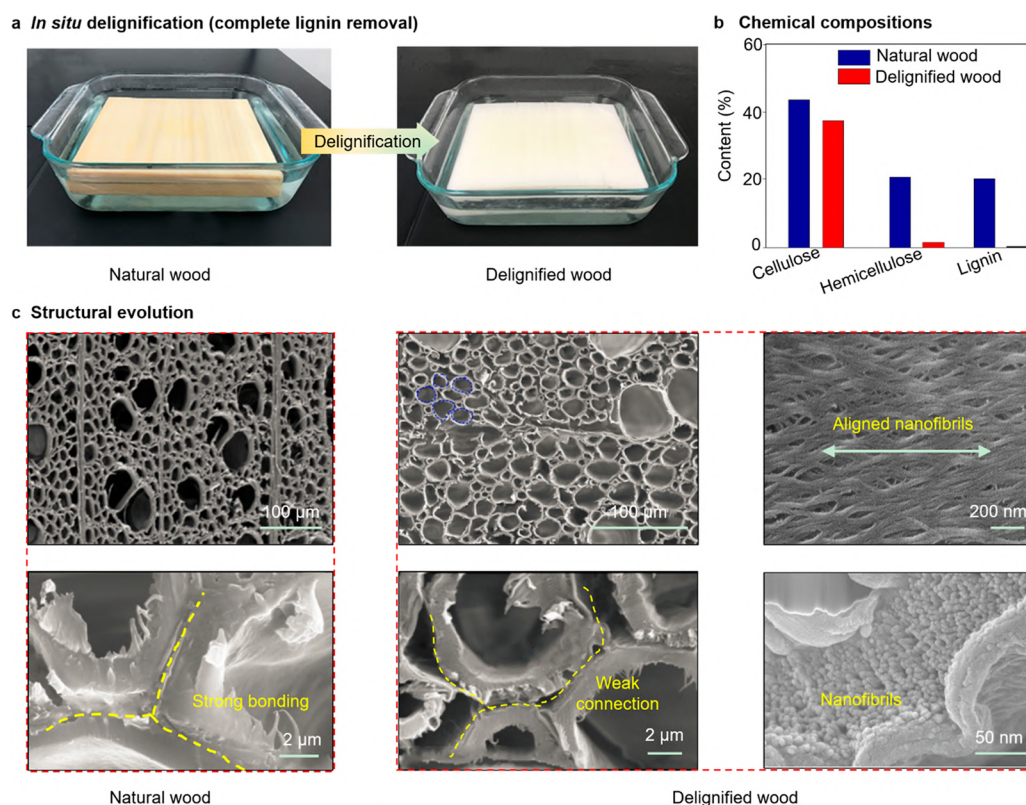 a In situ delignification (complete lignin removal)
Delignification
Natural wood
Delignified wood
b Chemical compositions
60
40
20
0
Content (%)
Natural wood
Delignified wood
Cellulose
Hemicellulose
Lignin
c Structural evolution
100 µm
100 µm
Aligned nanofibrils
200 nm
Strong bonding
2 µm
Weak
connection
2 µm
Nanofibrils
50 nm
Natural wood
Delignified wood